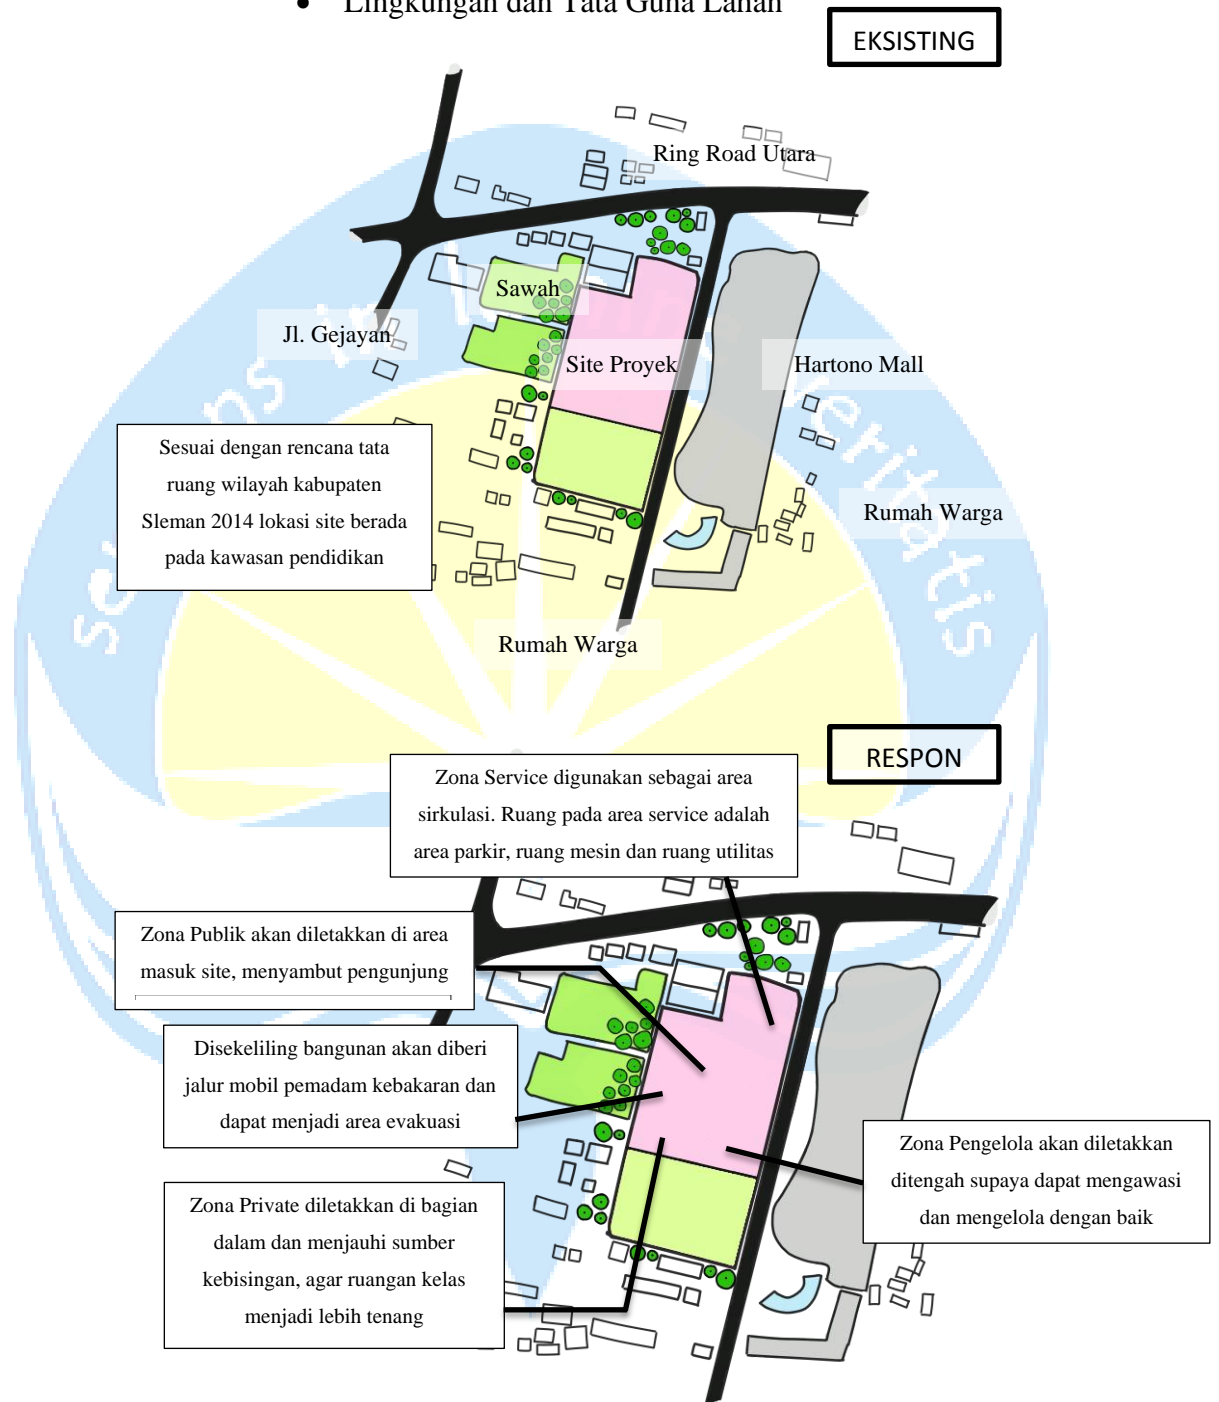 • Lingkungan dan Tata Guna Lahan
EKSISTING
Ring Road Utara
Sawah
Jl. Gejayan
Site Proyek
Hartono Mall
Sesuai dengan rencana tata
ruang wilayah kabupaten
Sleman 2014 lokasi site berada
pada kawasan pendidikan
Rumah Warga
Rumah Warga
RESPON
Zona Service digunakan sebagai area
sirkulasi. Ruang pada area service adalah
area parkir, ruang mesin dan ruang utilitas
Zona Publik akan diletakkan di area
masuk site, menyambut pengunjung
Disekeliling bangunan akan diberi
jalur mobil pemadam kebakaran dan
dapat menjadi area evakuasi
Zona Pengelola akan diletakkan
ditengah supaya dapat mengawasi
dan mengelola dengan baik
Zona Private diletakkan di bagian
dalam dan menjauhi sumber
kebisingan, agar ruangan kelas
menjadi lebih tenang
veritatis